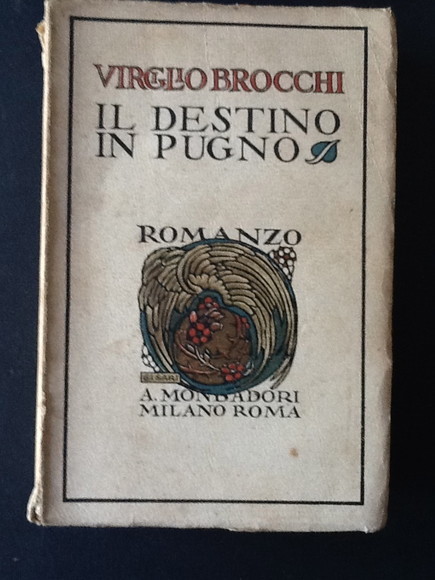 VIRGILIO BROCCHI
IL DESTINO
IN PUGNO
ROMANZO
A. MONDADORI
MILANO ROMA